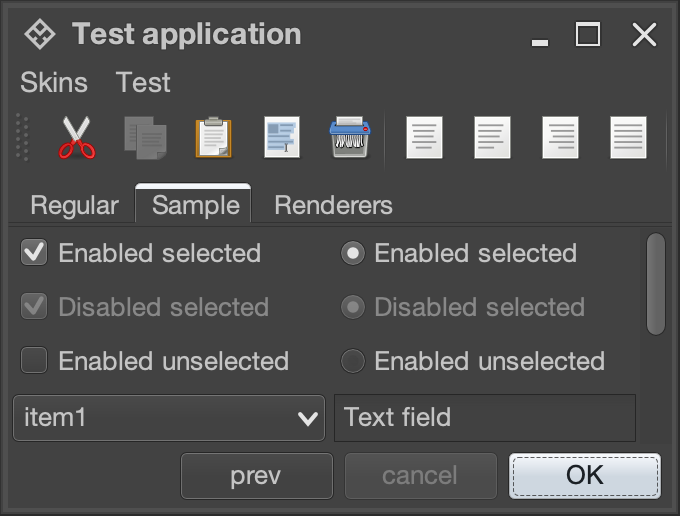 Test application
Skins Test
Regular Sample Renderers
Enabled selected Enabled selected
Disabled selected Disabled selected
Enabled unselected Enabled unselected
item1 Text field
prev cancel OK